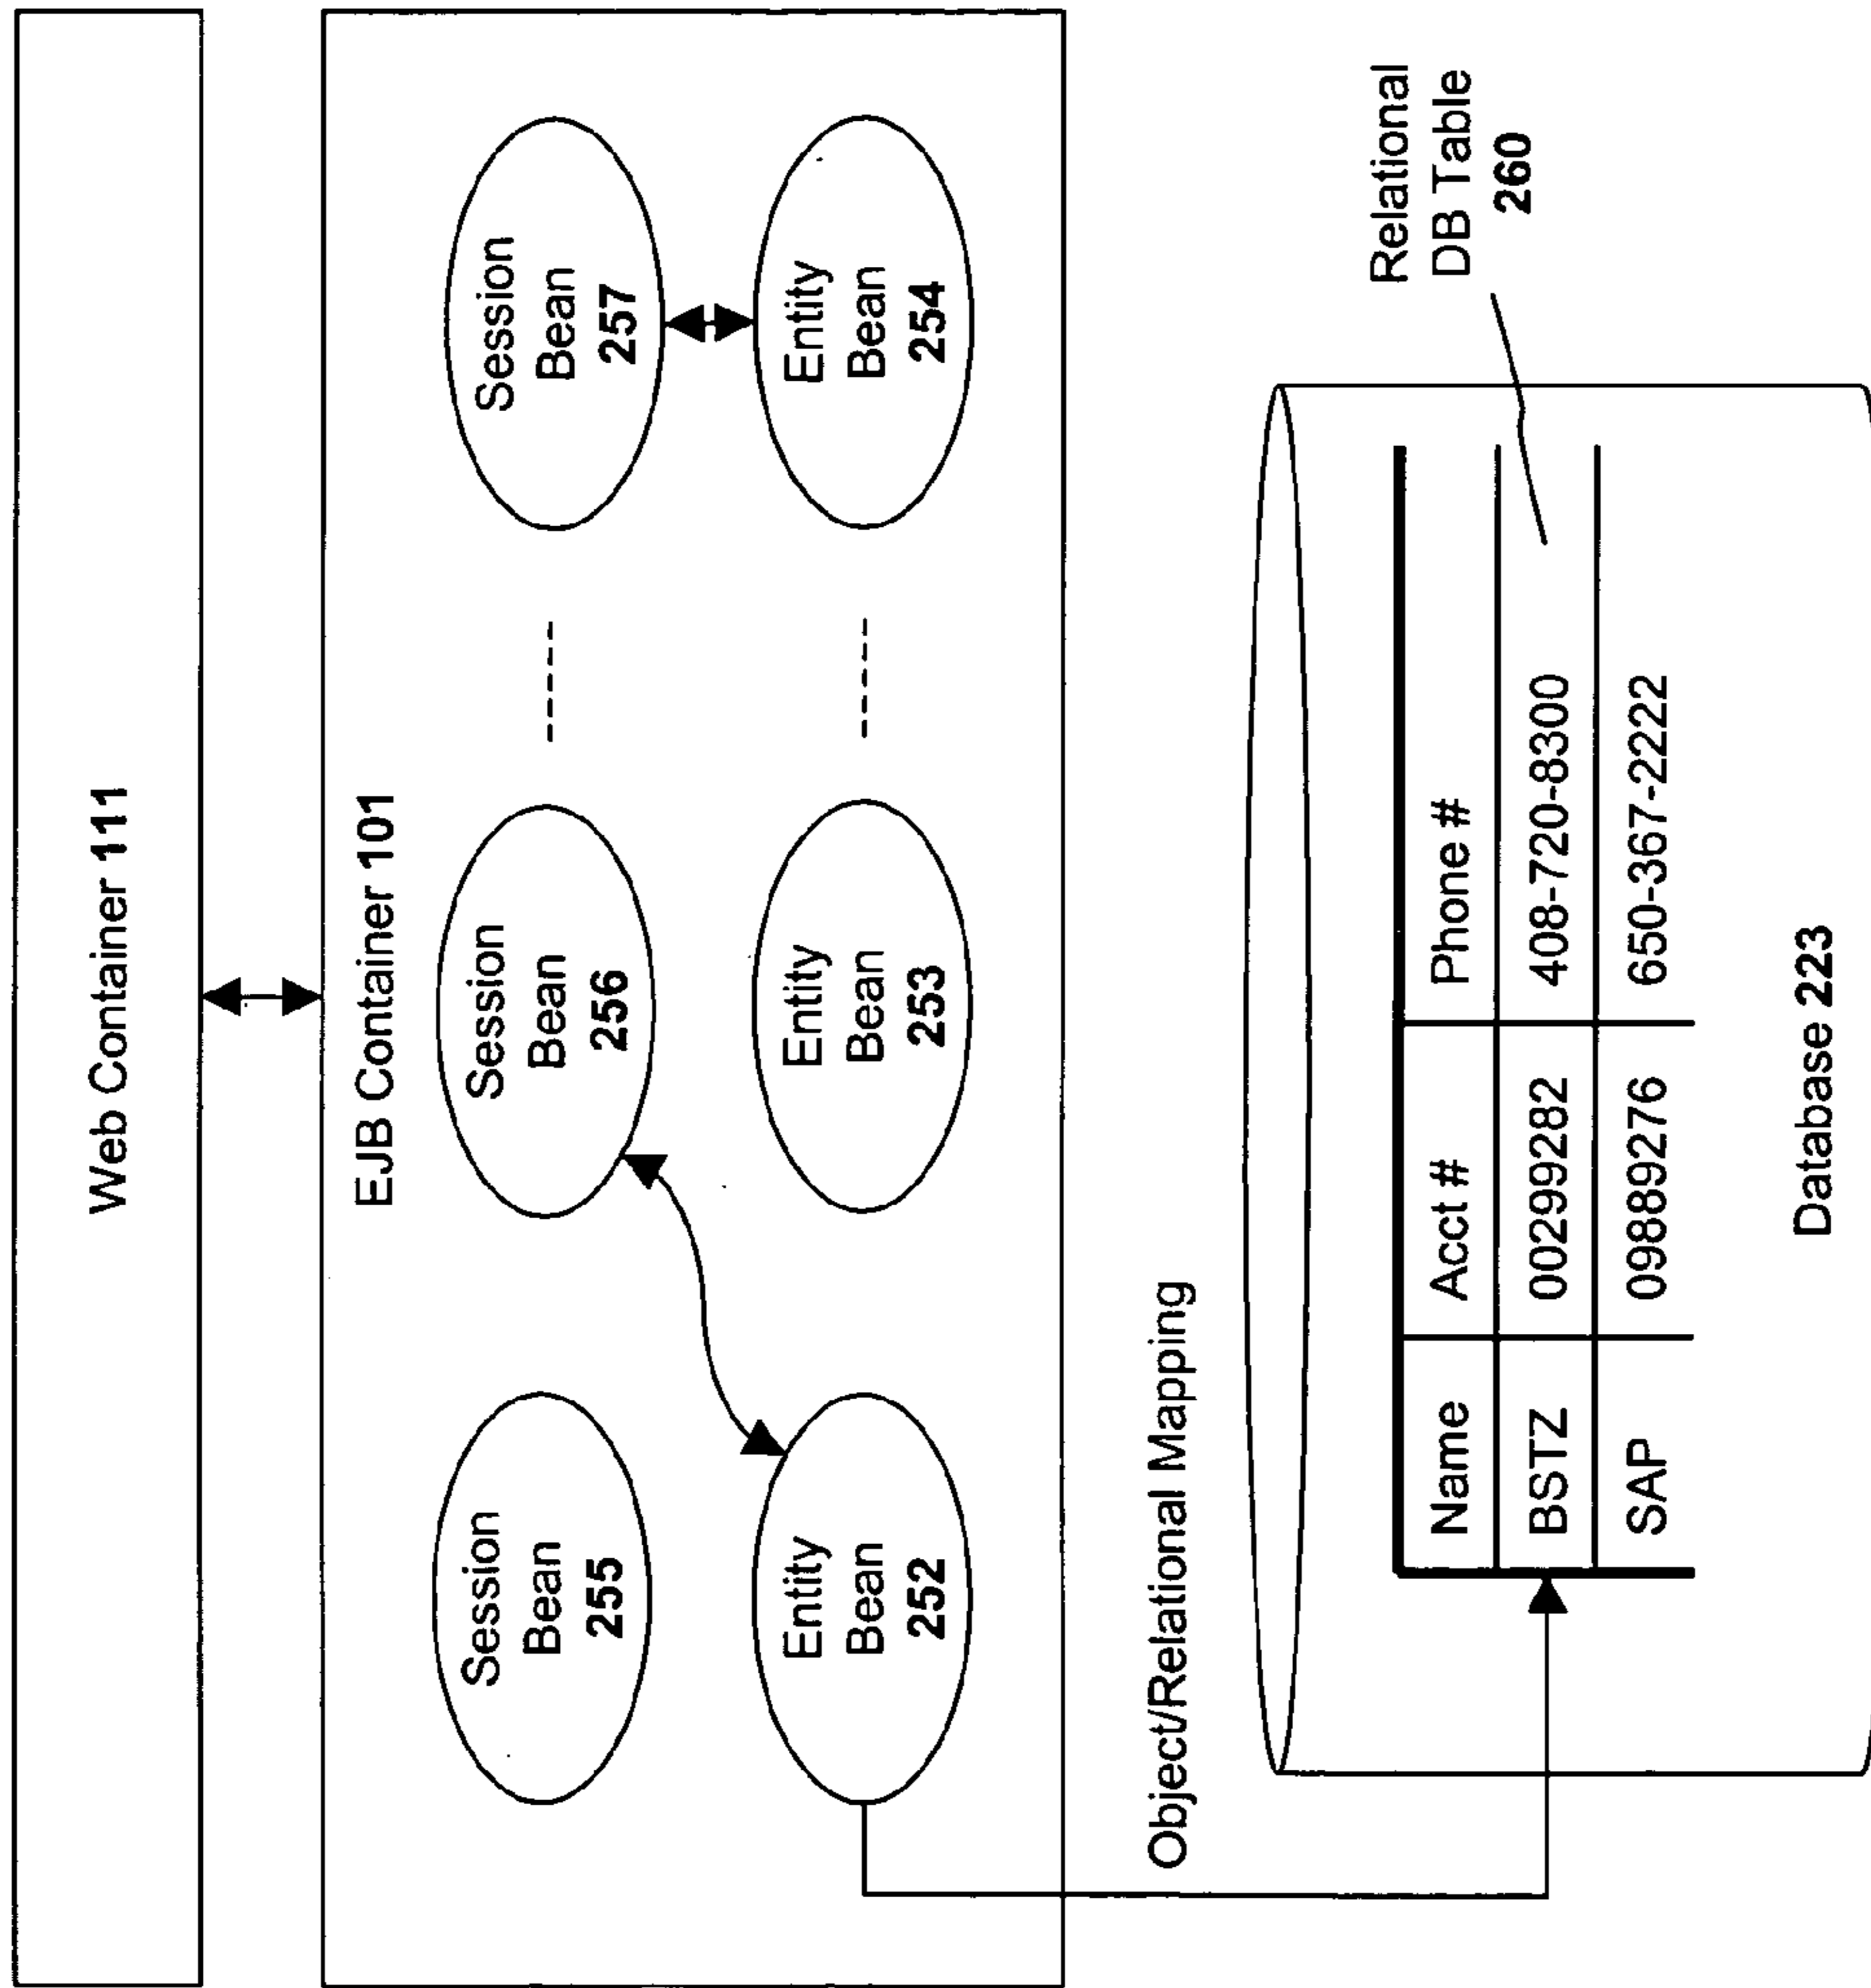 Web Container 111
EJB Container 101
Session
Bean
255
Session
Bean
256
Session
Bean
257
Entity
Bean
252
Entity
Bean
253
Entity
Bean
254
Object/Relational Mapping
Relational
DB Table
260
Name Acct # Phone #
BSTZ 00299282 408-720-8300
SAP 09889276 650-367-2222
Database 223